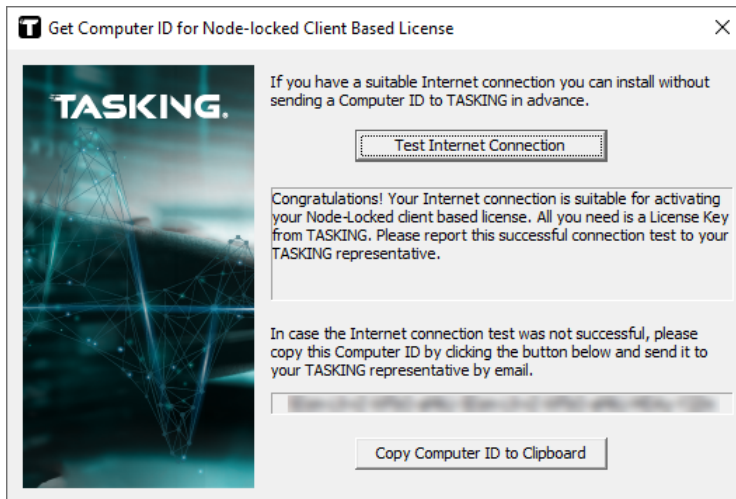 Get Computer ID for Node-locked Client Based License
TASKING.
If you have a suitable Internet connection you can install without
sending a Computer ID to TASKING in advance.
Test Internet Connection
Congratulations! Your Internet connection is suitable for activating
your Node-Locked client based license. All you need is a License Key
from TASKING. Please report this successful connection test to your
TASKING representative.
In case the Internet connection test was not successful, please
copy this Computer ID by clicking the button below and send it to
your TASKING representative by email.
Copy Computer ID to Clipboard